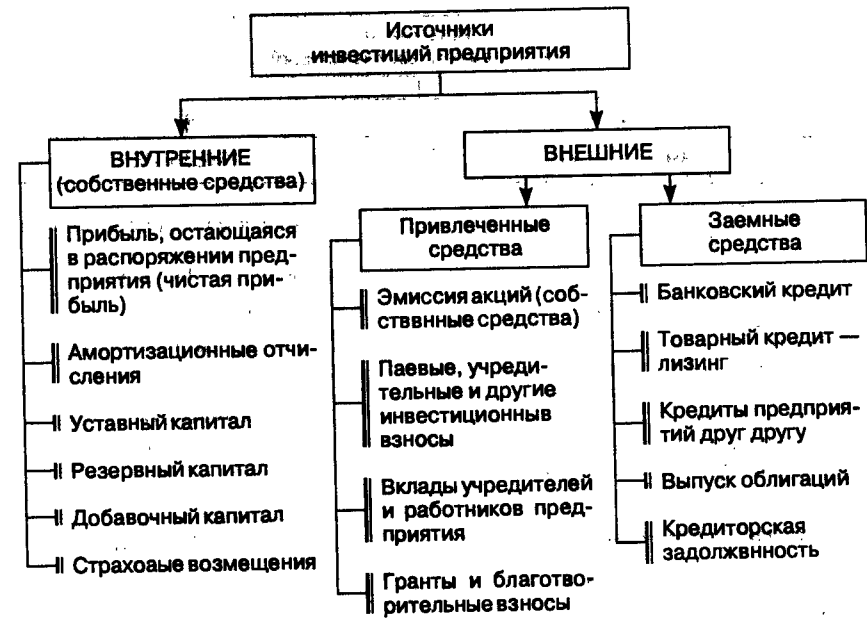 Источники
инвестиций предприятия
ВНУТРЕННИЕ
(собственные средства)
Прибыль, остающаяся
в распоряжении пред-
приятия (чистая при-
быль)
Амортизационные отчи-
сления
Уставный капитал
Резервный капитал
Добавочный капитал
Страхоаые возмещения
ВНЕШНИЕ
Привлеченные
средства
Эмиссия акций (соб-
стввнные средства)
Паевые, учреди-
тельные и другие
инвестиционныв
взносы
Вклады учредителей
и работников пред-
приятия
Гранты и благотво-
рительные взносы
Заемные
средства
Банковский кредит
Товарный кредит —
лизинг
Кредиты предприя-
тий друг другу
Выпуск облигаций
Кредиторская
задолжвнность